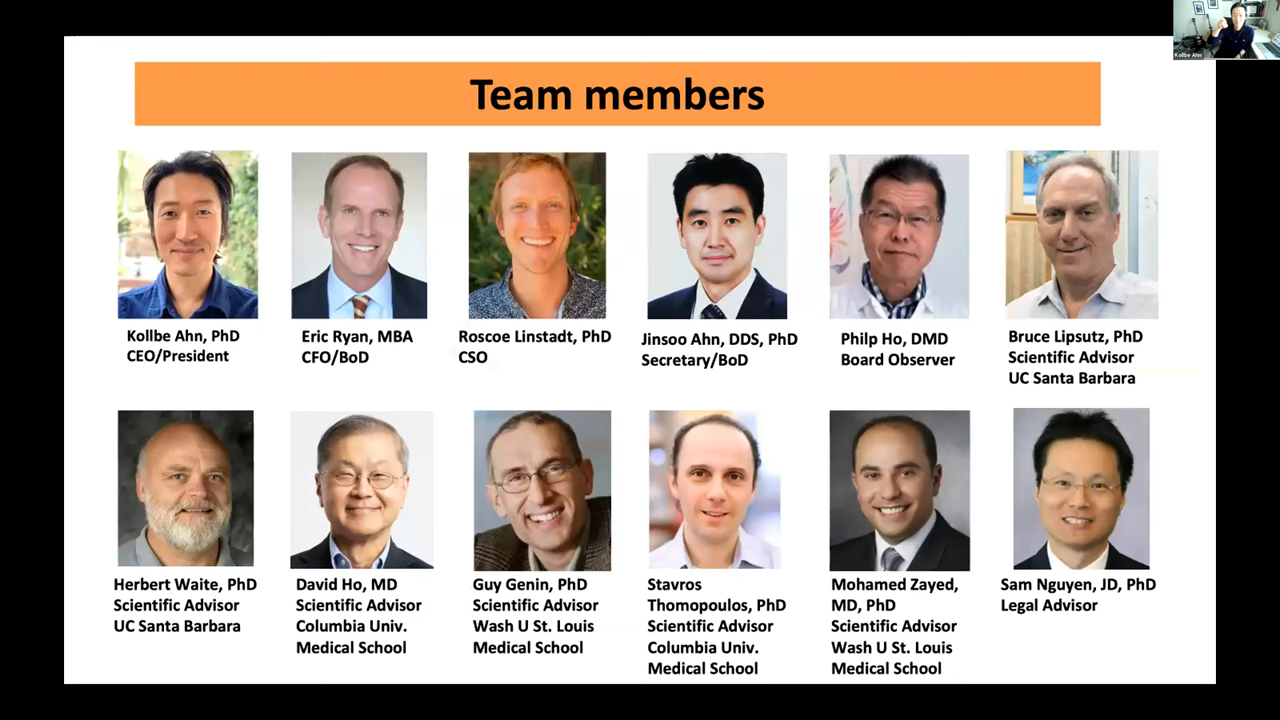 Kollbe Ahn
Team members
Kollbe Ahn, PhD
CEO/President
Eric Ryan, MBA
CFO/BoD
Roscoe Linstadt, PhD
CSO
Jinsoo Ahn, DDS, PhD
Secretary/BoD
Philp Ho, DMD
Board Observer
Bruce Lipsutz, PhD
Scientific Advisor
UC Santa Barbara
Herbert Waite, PhD
Scientific Advisor
UC Santa Barbara
David Ho, MD
Scientific Advisor
Columbia Univ.
Medical School
Guy Genin, PhD
Scientific Advisor
Wash U St. Louis
Medical School
Stavros
Thomopoulos, PhD
Scientific Advisor
Columbia Univ.
Medical School
Mohamed Zayed,
MD, PhD
Scientific Advisor
Wash U St. Louis
Medical School
Sam Nguyen, JD, PhD
Legal Advisor